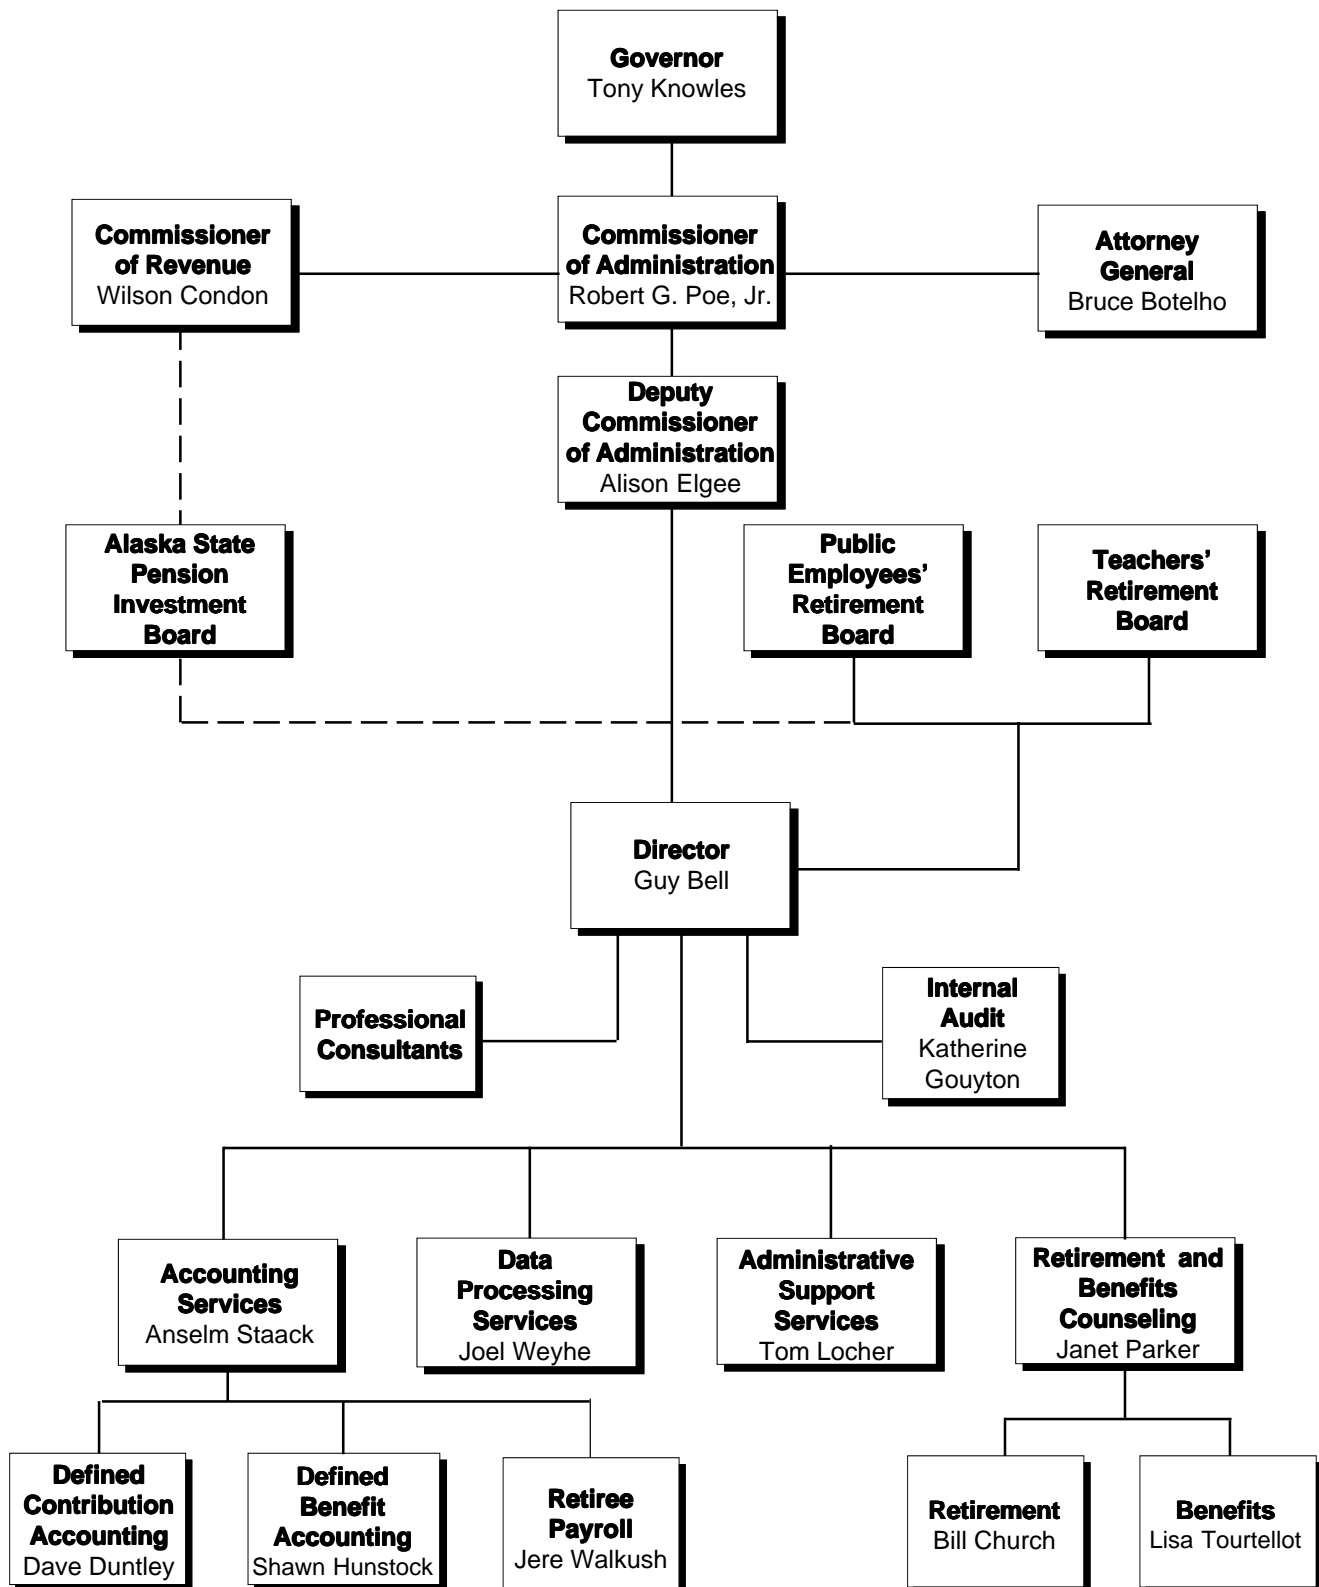 Governor
Tony Knowles
Commissioner
of Revenue
Wilson Condon
Commissioner
of Administration
Robert G. Poe, Jr.
Attorney
General
Bruce Botelho
Deputy
Commissioner
of Administration
Alison Elgee
Alaska State
Pension
Investment
Board
Public
Employees’
Retirement
Board
Teachers’
Retirement
Board
Director
Guy Bell
Professional
Consultants
Internal
Audit
Katherine
Gouyton
Accounting
Services
Anselm Staack
Data
Processing
Services
Joel Weyhe
Administrative
Support
Services
Tom Locher
Retirement and
Benefits
Counseling
Janet Parker
Defined
Contribution
Accounting
Dave Duntley
Defined
Benefit
Accounting
Shawn Hunstock
Retiree
Payroll
Jere Walkush
Retirement
Bill Church
Benefits
Lisa Tourtellot